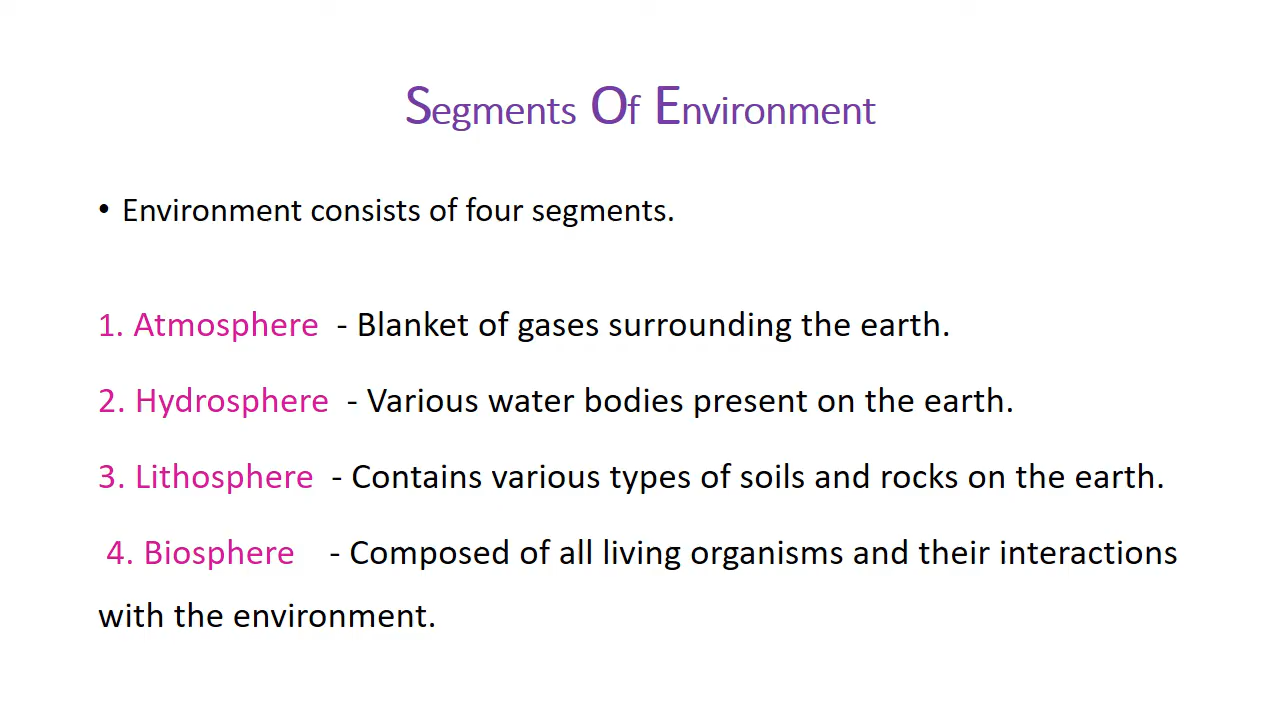 Segments Of Environment
• Environment consists of four segments.
1. Atmosphere - Blanket of gases surrounding the earth.
2. Hydrosphere - Various water bodies present on the earth.
3. Lithosphere - Contains various types of soils and rocks on the earth.
4. Biosphere - Composed of all living organisms and their interactions
with the environment.